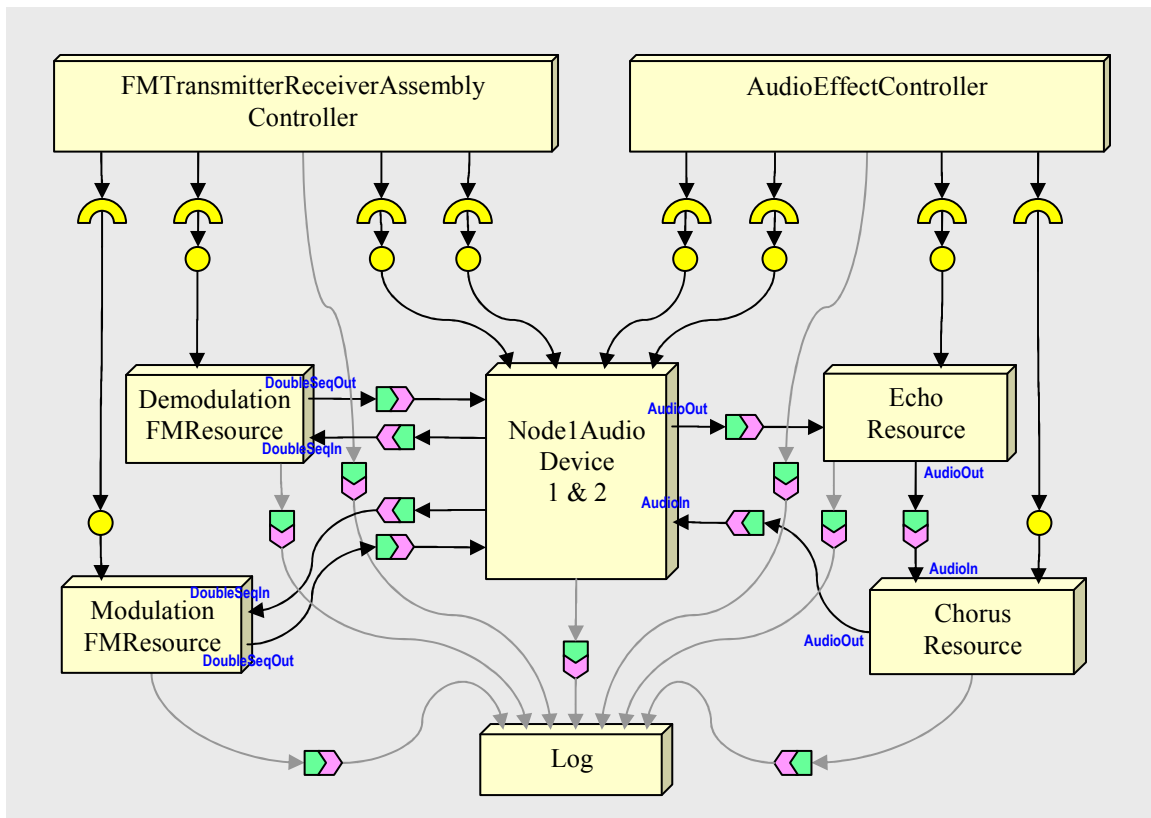 FMTransmitterReceiverAssembly
Controller
AudioEffectController
DoubleSeqOut
Demodulation
FMResource
DoubleSeqIn
Node1Audio
Device
1 & 2
AudioOut
AudioIn
Echo
Resource
AudioOut
AudioIn
Modulation
FMResource
DoubleSeqIn
DoubleSeqOut
Chorus
Resource
AudioOut
Log